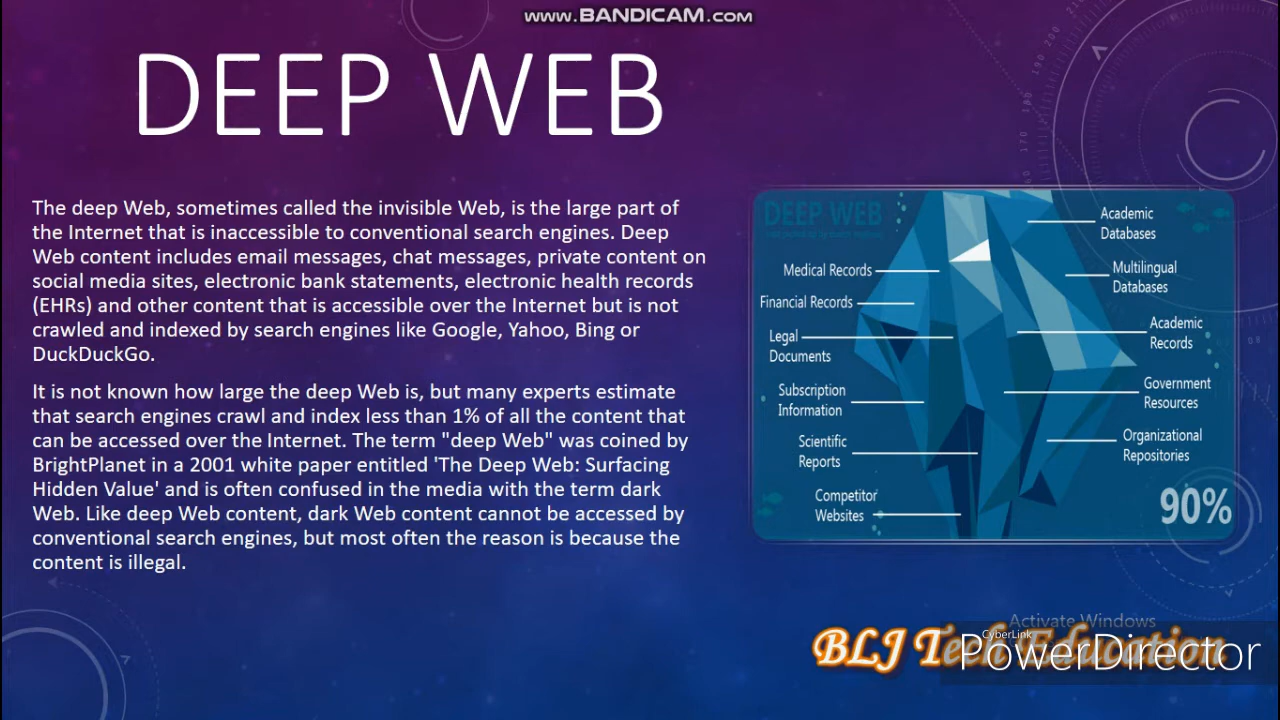 www.BANDICAM.com
DEEP WEB
The deep Web, sometimes called the invisible Web, is the large part of
the Internet that is inaccessible to conventional search engines. Deep
Web content includes email messages, chat messages, private content on
social media sites, electronic bank statements, electronic health records
(EHRs) and other content that is accessible over the Internet but is not
crawled and indexed by search engines like Google, Yahoo, Bing or
DuckDuckGo.
It is not known how large the deep Web is, but many experts estimate
that search engines crawl and index less than 1% of all the content that
can be accessed over the Internet. The term "deep Web" was coined by
BrightPlanet in a 2001 white paper entitled 'The Deep Web: Surfacing
Hidden Value' and is often confused in the media with the term dark
Web. Like deep Web content, dark Web content cannot be accessed by
conventional search engines, but most often the reason is because the
content is illegal.
DEEP WEB
Medical Records
Financial Records
Legal
Documents
Subscription
Information
Scientific
Reports
Competitor
Websites
Academic
Databases
Multilingual
Databases
Academic
Records
Government
Resources
Organizational
Repositories
90%
Activate Windows
BLJ Tech Education
CyberLink
PowerDirector